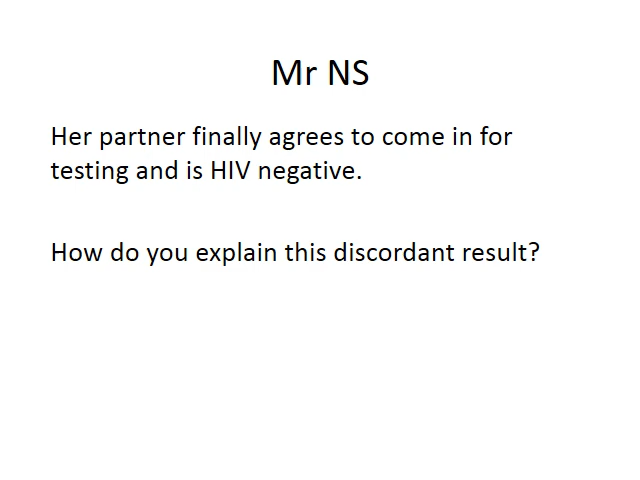 Mr NS
Her partner finally agrees to come in for
testing and is HIV negative.
How do you explain this discordant result?